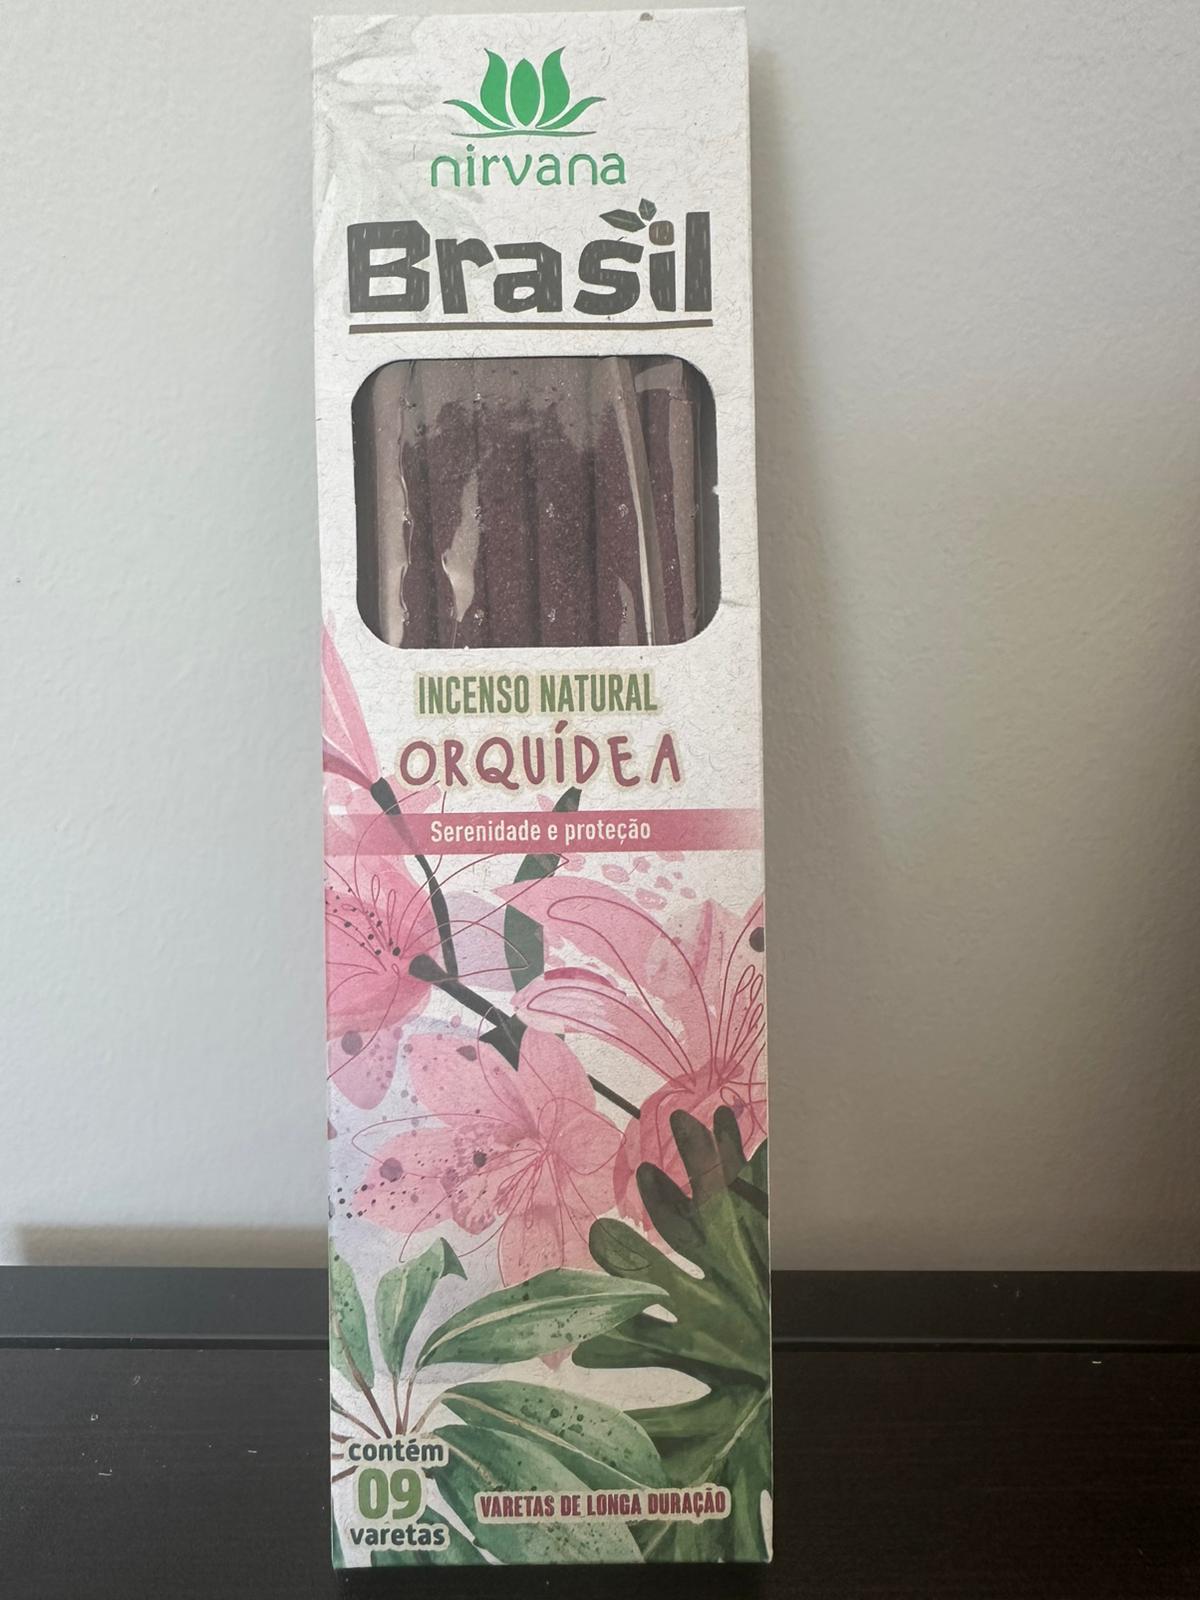 nirvana
Brasil
INCENSO NATURAL
ORQUÍDEA
Serenidade e proteção
contém
09
varetas
VARETAS DE LONGA DURAÇÃO